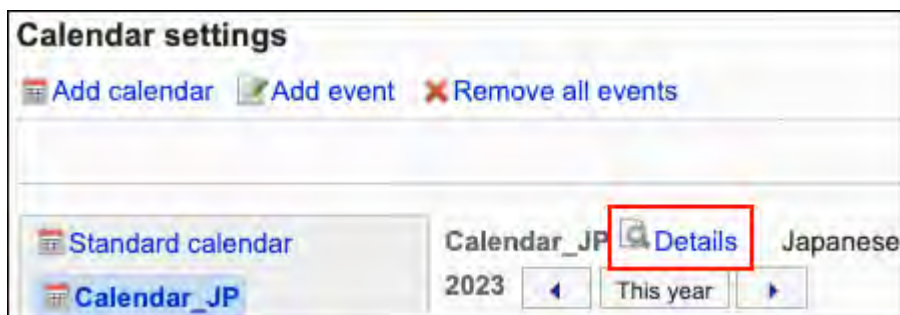 Calendar settings
Add calendar Add event Remove all events
Standard calendar
Calendar_JP
Calendar_JP Details Japanese
2023 This year